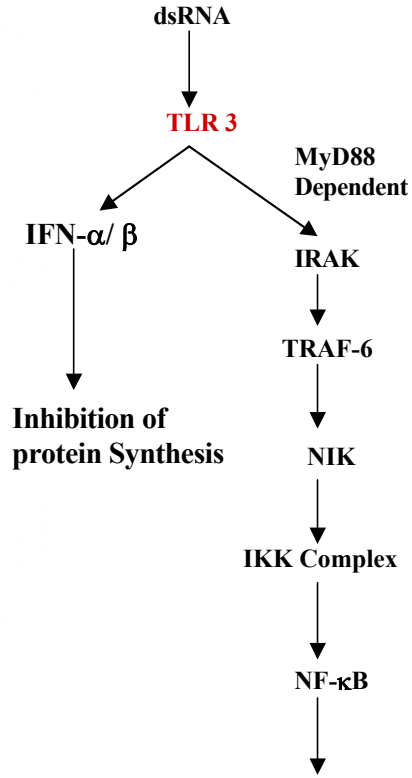 dsRNA
TLR 3
MyD88
Dependent
IFN-α/ β
IRAK
TRAF-6
Inhibition of
protein Synthesis
NIK
IKK Complex
NF-κB